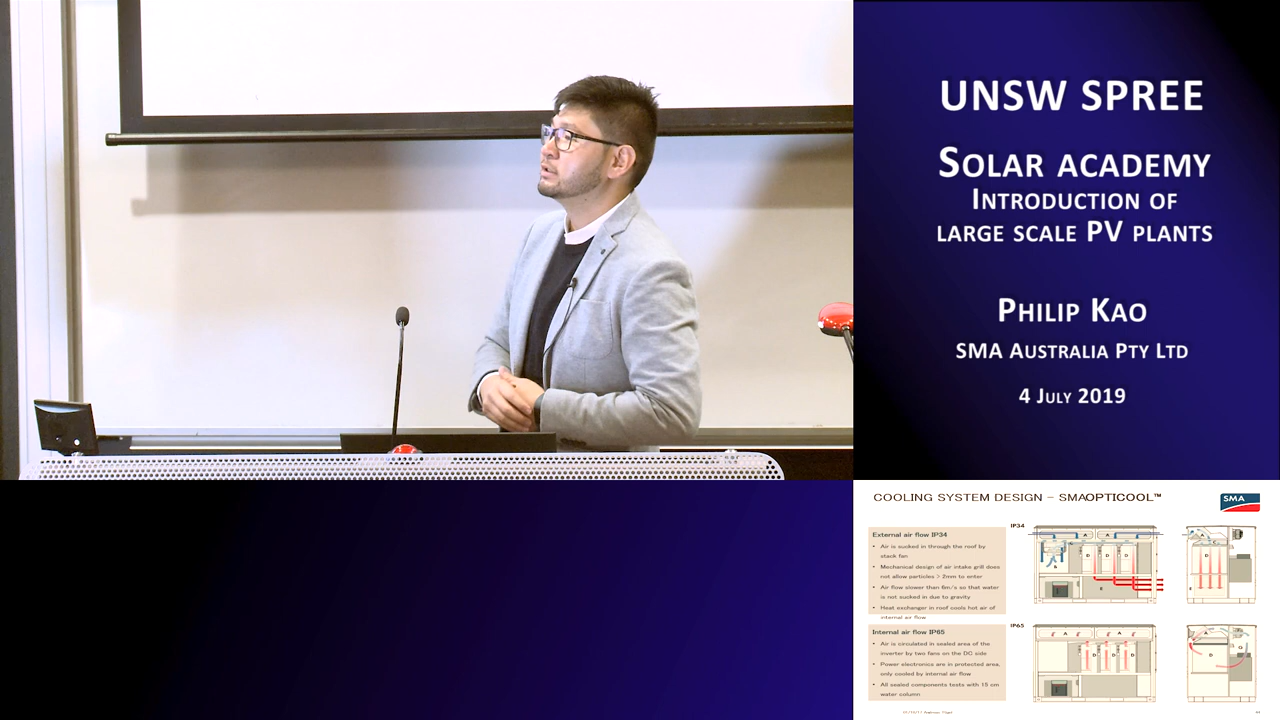 UNSW SPREE
SOLAR ACADEMY
INTRODUCTION OF
LARGE SCALE PV PLANTS
PHILIP KAO
SMA AUSTRALIA PTY LTD
4 JULY 2019
COOLING SYSTEM DESIGN – SMAOPTICOOL™
SMA
External air flow IP34
• Air is sucked in through the roof by
stack fan
• Mechanical design of air intake grill does
not allow particles > 2mm to enter
• Air flow slower than 6m/s so that water
is not sucked in due to gravity
• Heat exchanger in roof cools hot air of
internal air flow
IP34
Internal air flow IP65
• Air is circulated in sealed area of the
inverter by two fans on the DC side
• Power electronics are in protected area,
only cooled by internal air flow
• All sealed components tests with 15 cm
water column
IP65